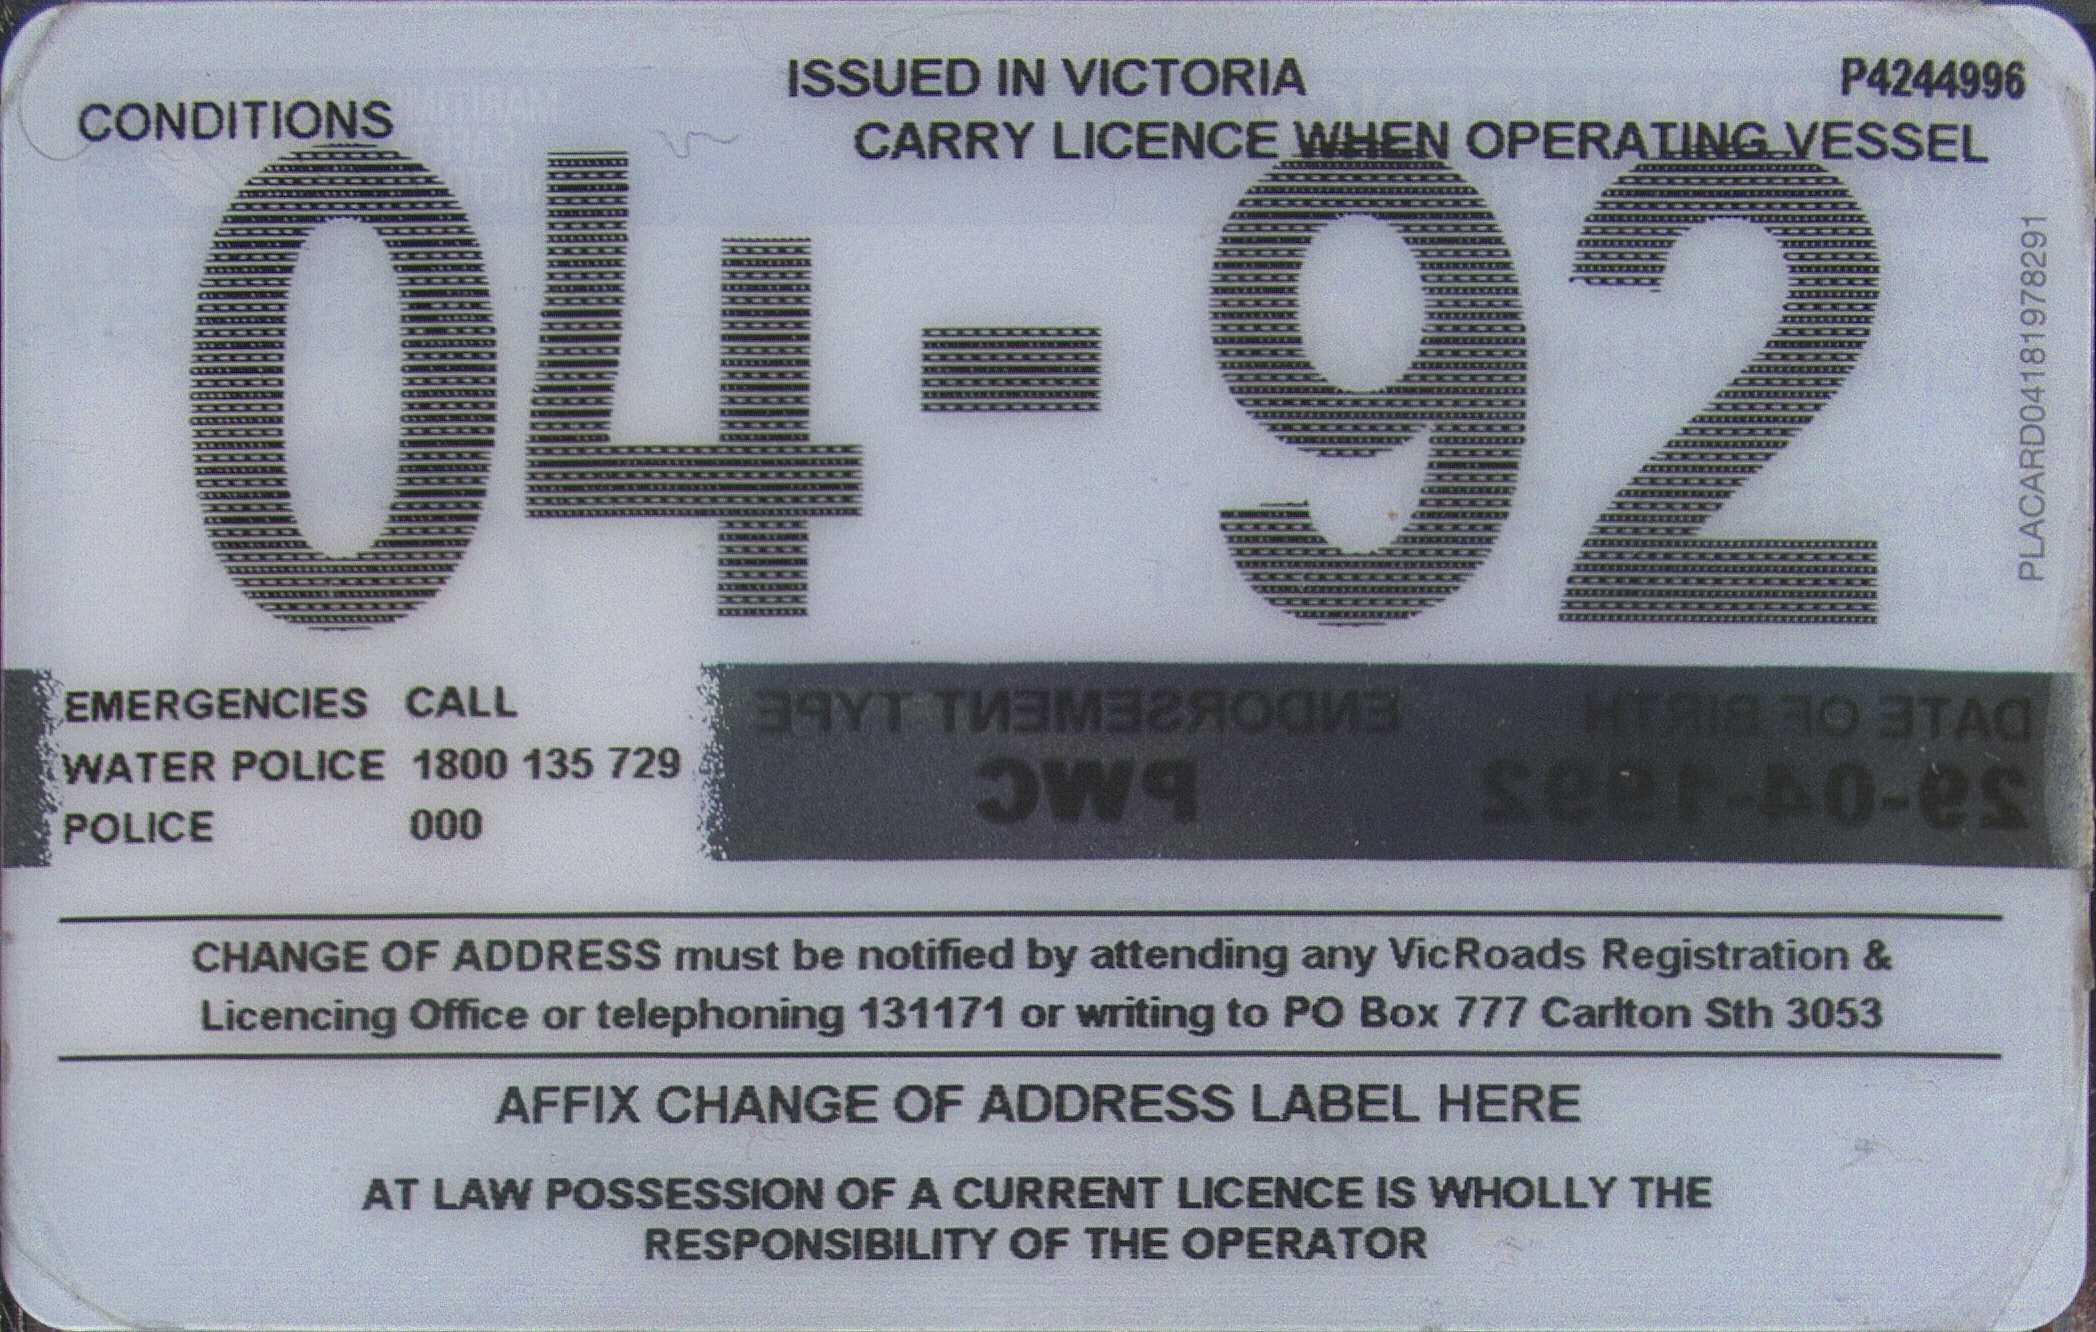 ISSUED IN VICTORIA
P4244996
CONDITIONS
CARRY LICENCE WHEN OPERATING VESSEL
04-92
PLACARD0418197829​1
EMERGENCIES CALL
WATER POLICE 1800 135 729
POLICE 000
DATE OF BIRTH
29-04-1992
ENDORSEMENT TYPE
PWC
CHANGE OF ADDRESS must be notified by attending any VicRoads Registration &
Licencing Office or telephoning 131171 or writing to PO Box 777 Carlton Sth 3053
AFFIX CHANGE OF ADDRESS LABEL HERE
AT LAW POSSESSION OF A CURRENT LICENCE IS WHOLLY THE
RESPONSIBILITY OF THE OPERATOR